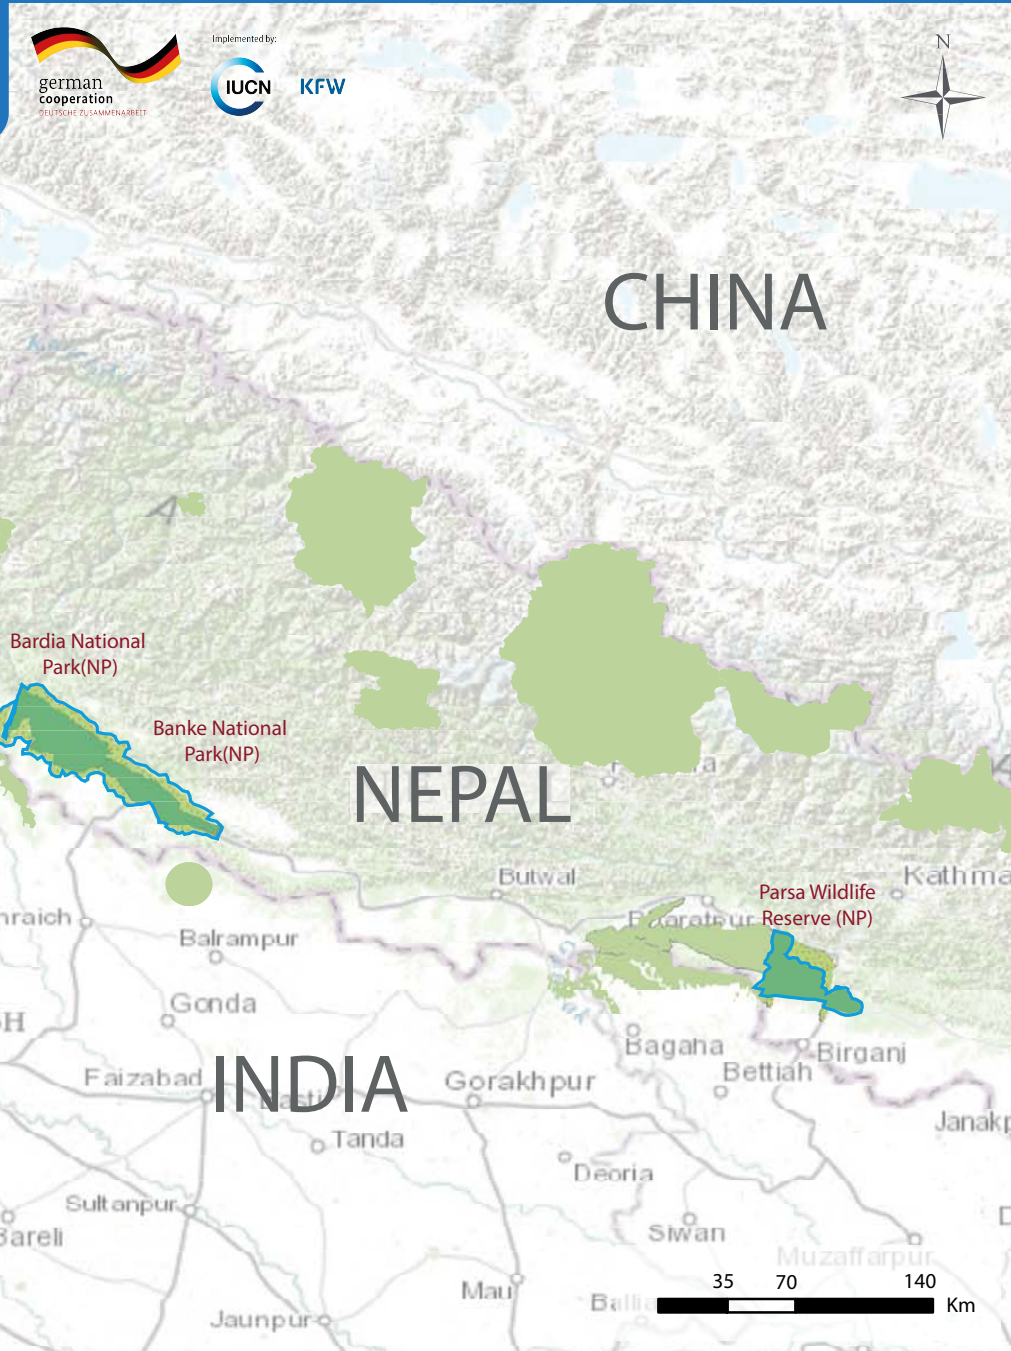 Implemented by:
german
cooperation
DEUTSCHE ZUSAMMENARBEIT
IUCN
KFW
N
CHINA
Bardia National
Park(NP)
Banke National
Park(NP)
NEPAL
Butwal
Kathma
Parsa Wildlife
Reserve (NP)
Balrampur
Gonda
Bagaha
Birganj
Bettiah
Faizabad
INDIA
Gorakhpur
Janakp
Tanda
Deoria
Sultanpur
Siwan
Muzaffarpur
35 70 140
Km
Mau
Jaunpur